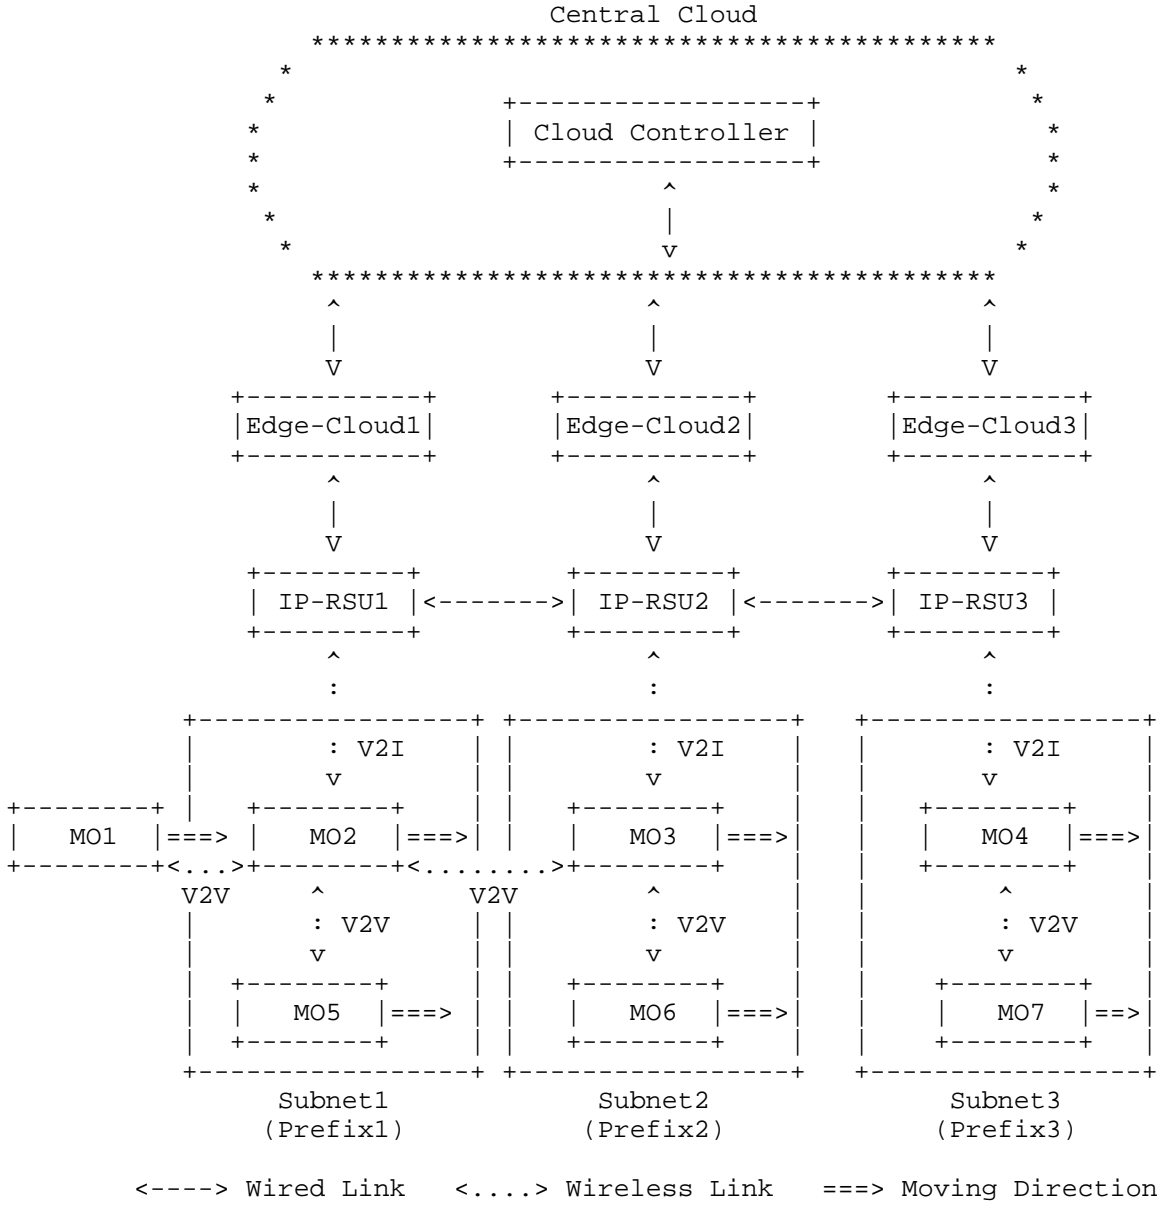 Central Cloud
*******************************************
*                                             *
*              +------------------+             *
*               | Cloud Controller |              *
*               +------------------+              *
*                         ^                       *
*                        |                      *
*                       v                     *
*******************************************
^                   ^                    ^
|                   |                    |
V                   V                    V
+-----------+       +-----------+        +-----------+
|Edge-Cloud1|       |Edge-Cloud2|        |Edge-Cloud3|
+-----------+       +-----------+        +-----------+
^                   ^                    ^
|                   |                    |
V                   V                    V
+---------+         +---------+         +---------+
| IP-RSU1 |<------->| IP-RSU2 |<------->| IP-RSU3 |
+---------+         +---------+         +---------+
^                   ^                    ^
:                   :                    :
+-----------------+ +-----------------+   +-----------------+
|        : V2I    | |        : V2I    |   |       : V2I     |
|        v        | |        v        |   |       v         |
+--------+ |   +--------+    | |   +--------+    |   |   +--------+    |
|   MO1  |===> |   MO2  |===>| |   |   MO3  |===>|   |   |   MO4  |===>|
+--------+<...>+--------+<........>+--------+    |   |   +--------+    |
V2V     ^         V2V        ^        |   |        ^        |
|       : V2V     | |        : V2V    |   |        : V2V    |
|       v         | |        v        |   |        v        |
|  +--------+     | |   +--------+    |   |    +--------+   |
|  |   MO5  |===> | |   |   MO6  |===>|   |    |   MO7  |==>|
|  +--------+     | |   +--------+    |   |    +--------+   |
+-----------------+ +-----------------+   +-----------------+
Subnet1             Subnet2               Subnet3
(Prefix1)           (Prefix2)             (Prefix3)
<----> Wired Link   <....> Wireless Link   ===> Moving Direction